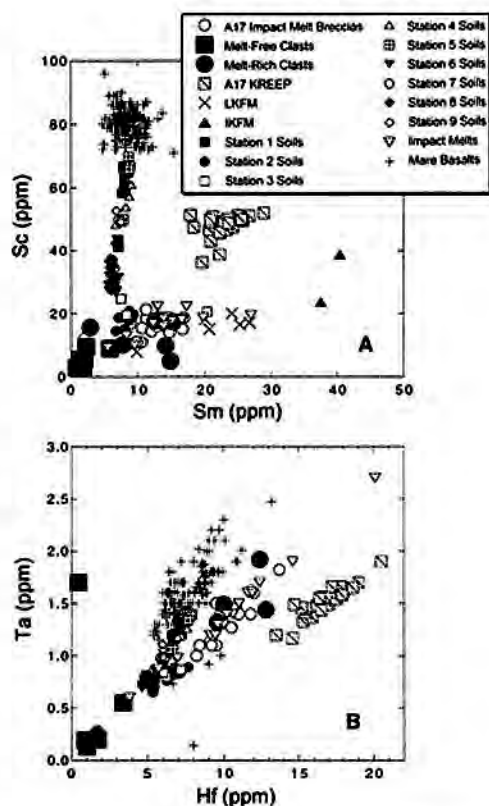 A17 Impact Melt Breccias
Melt-Free Clasts
Melt-Rich Clasts
A17 KREEP
LKFM
IKFM
Station 1 Soils
Station 2 Soils
Station 3 Soils
Station 4 Soils
Station 5 Soils
Station 6 Soils
Station 7 Soils
Station 8 Soils
Station 9 Soils
Impact Melts
Mare Basalts
100
80
60
40
20
0
Sc (ppm)
A
0 10 20 30 40 50
Sm (ppm)
3.0
2.5
2.0
1.5
1.0
0.5
0.0
Ta (ppm)
B
0 5 10 15 20
Hf (ppm)